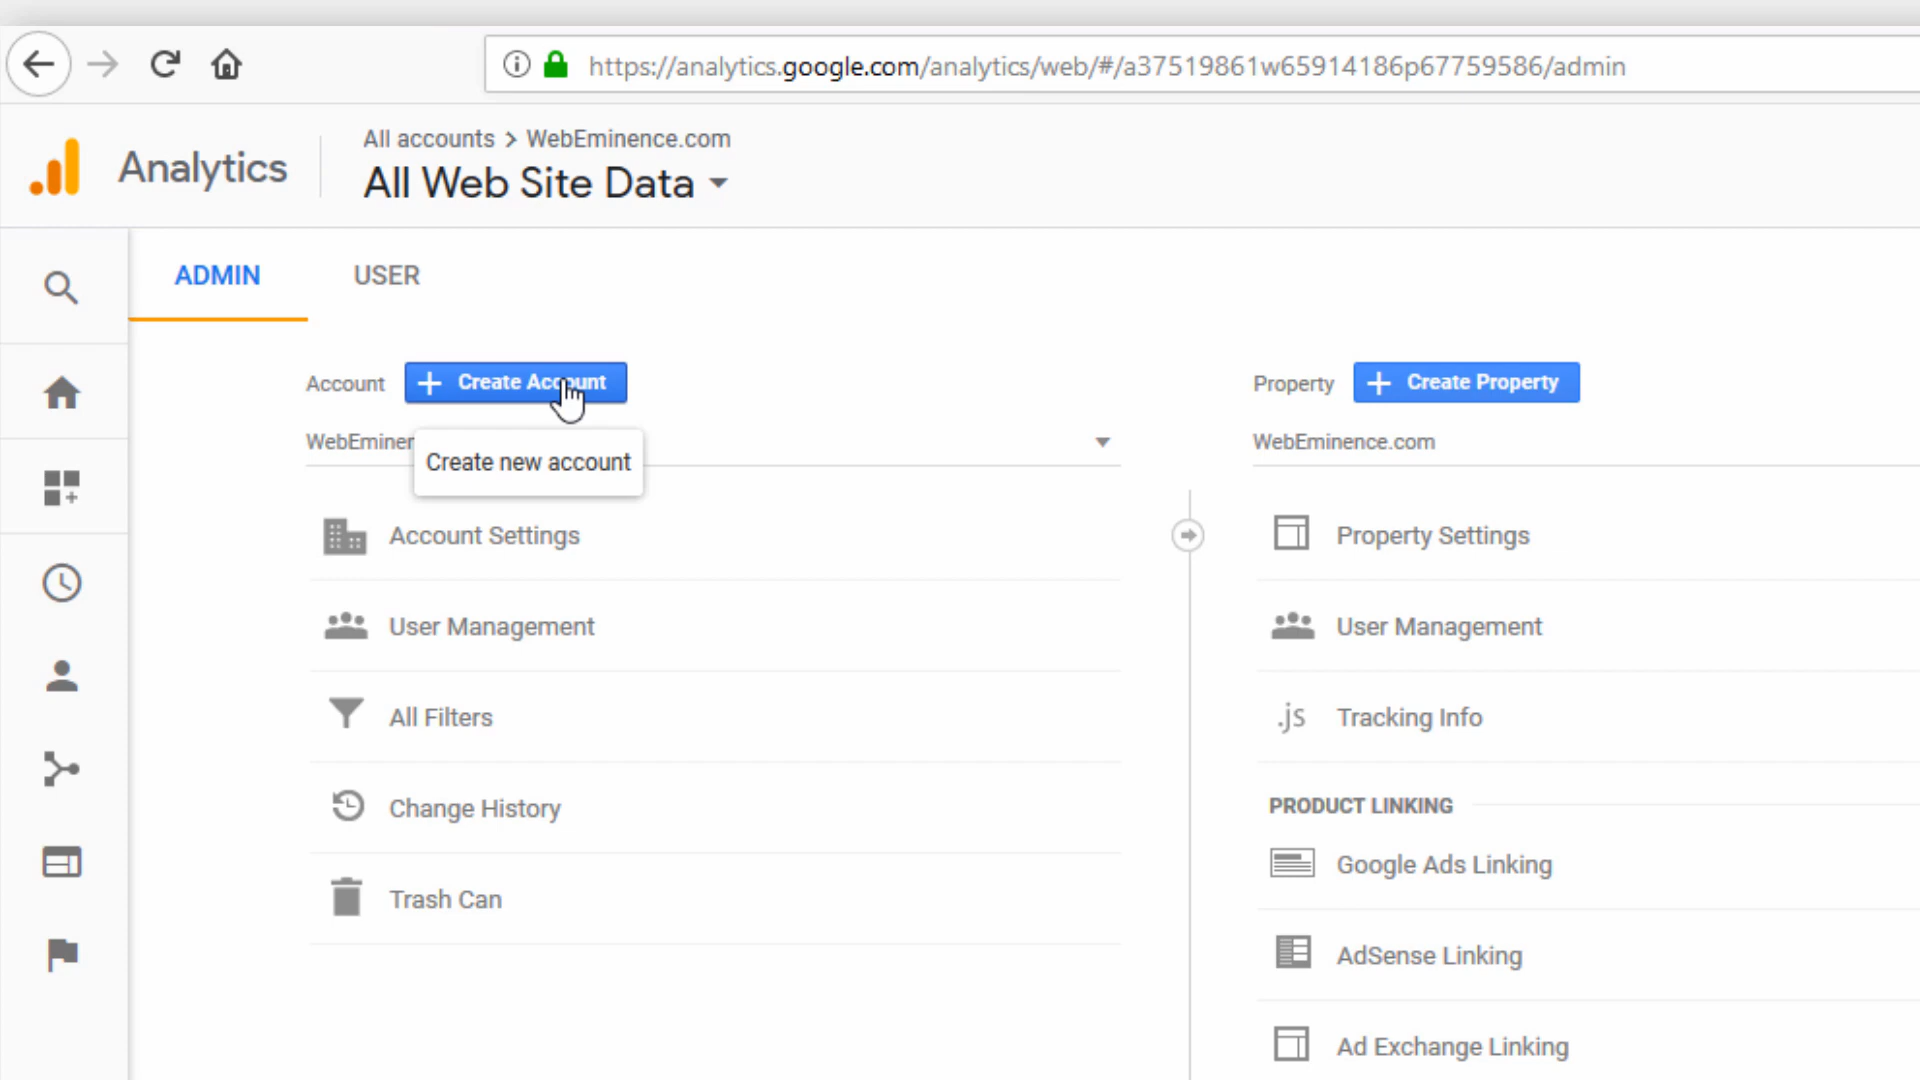 https://analytics.google.com/analytics/web/#/a37519861w65914186p67759586/admin
Analytics
All accounts > WebEminence.com
All Web Site Data
ADMIN
USER
Account
+ Create Account
WebEminen
Create new account
Account Settings
User Management
All Filters
Change History
Trash Can
Property
+ Create Property
WebEminence.com
Property Settings
User Management
.js Tracking Info
PRODUCT LINKING
Google Ads Linking
AdSense Linking
Ad Exchange Linking